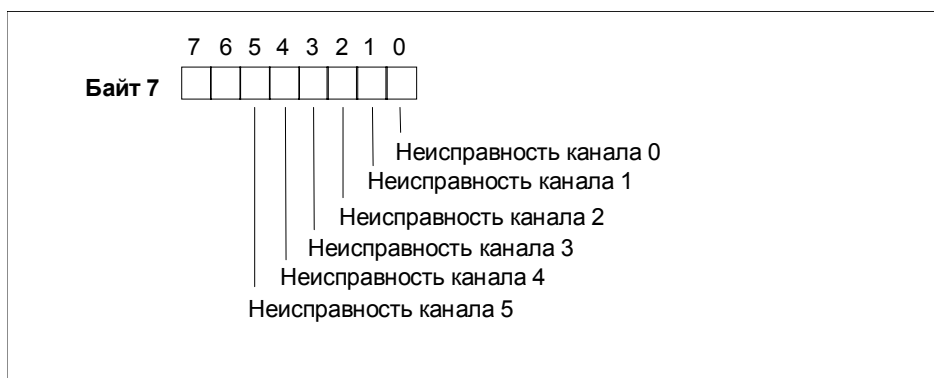 7 6 5 4 3 2 1 0
Байт 7
Неисправность канала 0
Неисправность канала 1
Неисправность канала 2
Неисправность канала 3
Неисправность канала 4
Неисправность канала 5